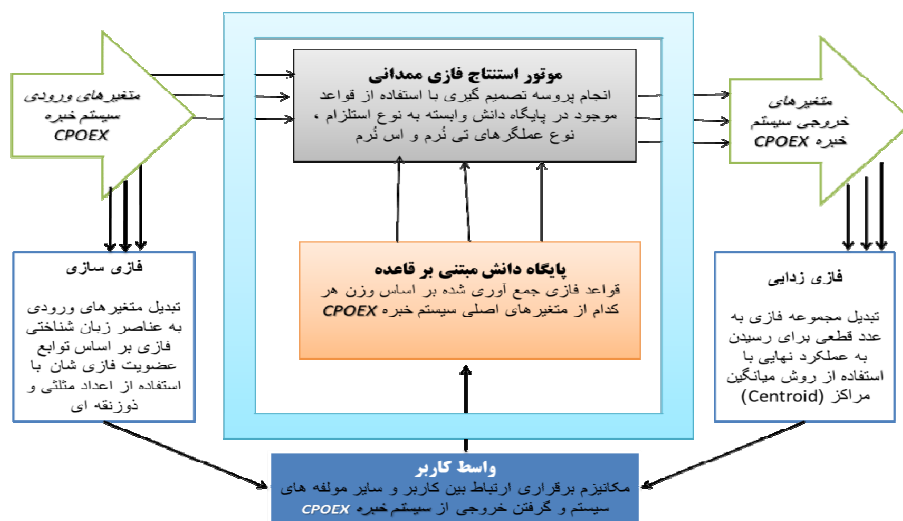 متغیرهای ورودی
سیستم خبره
CPOEX
موتور استنتاج فازی ممدانی
انجام پروسه تصمیم گیری با استفاده از قواعد
موجود در پایگاه دانش وابسته به نوع استلزام ،
نوع عملگرهای تی نُرم و اس نُرم
متغیرهای
خروجی سیستم
خبره CPOEX
فازی سازی
تبدیل متغیرهای ورودی
به عناصر زبان شناختی
فازی بر اساس توابع
عضویت فازی شان با
استفاده از اعداد مثلثی و
ذوزنقه ای
پایگاه دانش مبتنی بر قاعده
قواعد فازی جمع آوری شده بر اساس وزن هر
کدام از متغیرهای اصلی سیستم خبره CPOEX
فازی زدایی
تبدیل مجموعه فازی به
عدد قطعی برای رسیدن
به عملکرد نهایی با
استفاده از روش میانگین
مراکز (Centroid)
واسط کاربر
مکانیزم برقراری ارتباط بین کاربر و سایر مولفه های
سیستم و گرفتن خروجی از سیستم خبره CPOEX